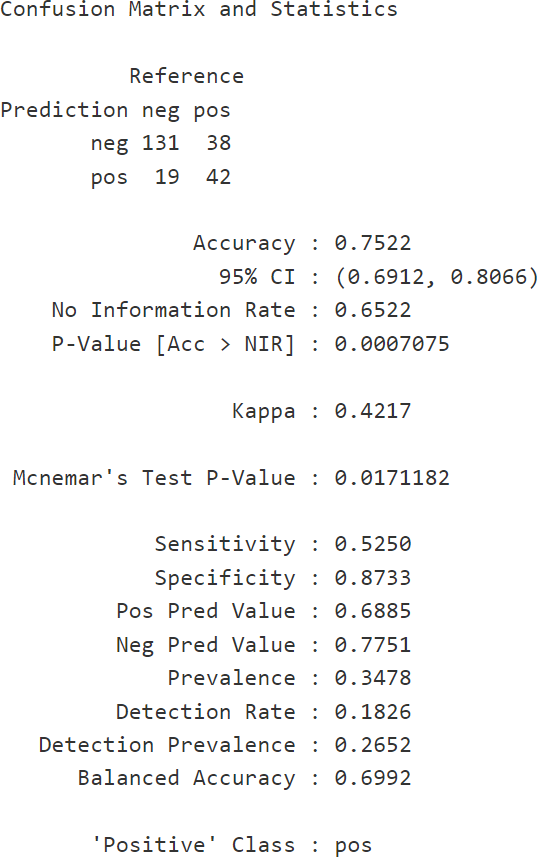 Confusion Matrix and Statistics
Reference
Prediction neg pos
neg 131 38
pos 19 42
Accuracy : 0.7522
95% CI : (0.6912, 0.8066)
No Information Rate : 0.6522
P-Value [Acc > NIR] : 0.0007075
Kappa : 0.4217
Mcnemar's Test P-Value : 0.0171182
Sensitivity : 0.5250
Specificity : 0.8733
Pos Pred Value : 0.6885
Neg Pred Value : 0.7751
Prevalence : 0.3478
Detection Rate : 0.1826
Detection Prevalence : 0.2652
Balanced Accuracy : 0.6992
'Positive' Class : pos